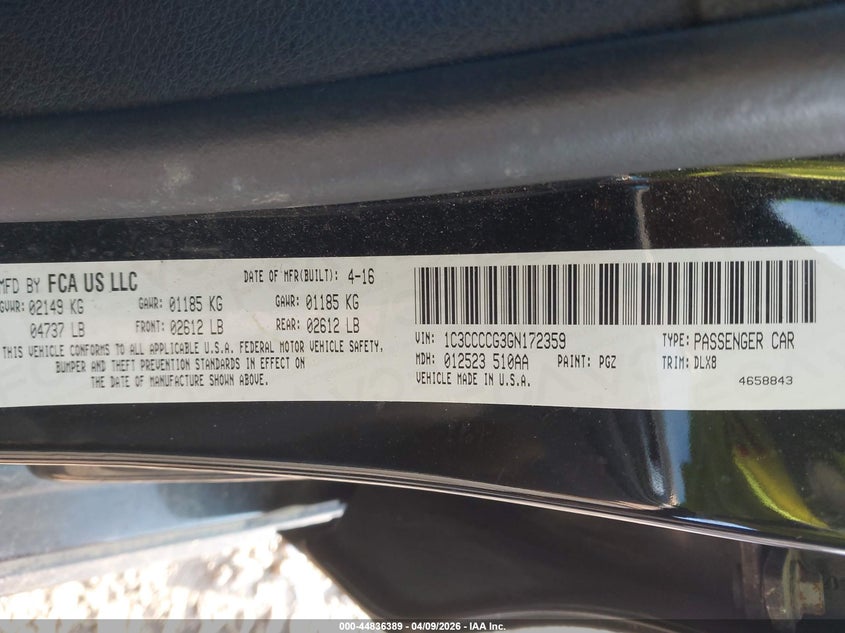 MFD BY FCA US LLC
DATE OF MFR(BUILT): 4-16
GVWR: 02149 KG GAWR: 01185 KG GAWR: 01185 KG
04737 LB FRONT: 02612 LB REAR: 02612 LB
THIS VEHICLE CONFORMS TO ALL APPLICABLE U.S.A. FEDERAL MOTOR VEHICLE SAFETY,
BUMPER AND THEFT PREVENTION STANDARDS IN EFFECT ON
THE DATE OF MANUFACTURE SHOWN ABOVE.
VIN: 1C3CCCCG3GN172359 TYPE: PASSENGER CAR
MDH: 012523 510AA PAINT: PGZ TRIM: DLX8
VEHICLE MADE IN U.S.A.
4658843
000-44836389 - 04/09/2026 - IAA Inc.